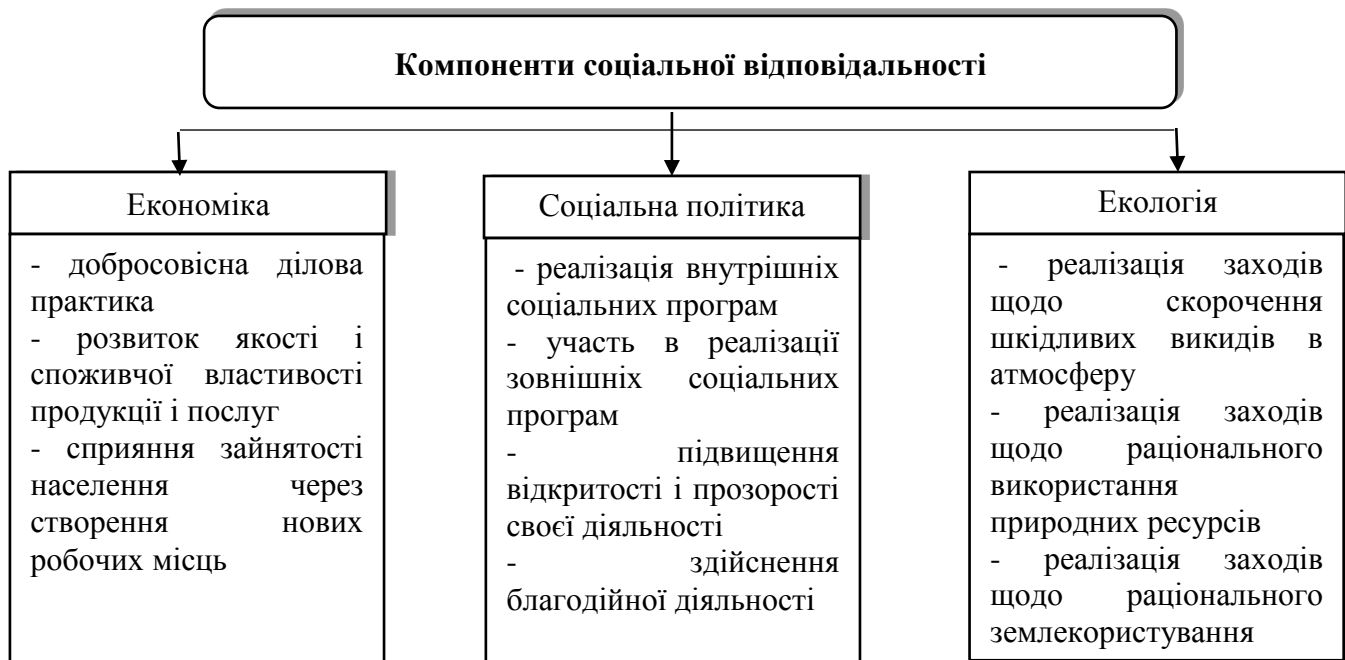 Компоненти соціальної відповідальності
Економіка
- добросовісна ділова
практика
- розвиток якості і
споживчої властивості
продукції і послуг
- сприяння зайнятості
населення через
створення нових
робочих місць
Соціальна політика
- реалізація внутрішніх
соціальних програм
- участь в реалізації
зовнішніх соціальних
програм
- підвищення
відкритості і прозорості
своєї діяльності
- здійснення
благодійної діяльності
Екологія
- реалізація заходів
щодо скорочення
шкідливих викидів в
атмосферу
- реалізація заходів
щодо раціонального
використання
природних ресурсів
- реалізація заходів
щодо раціонального
землекористування